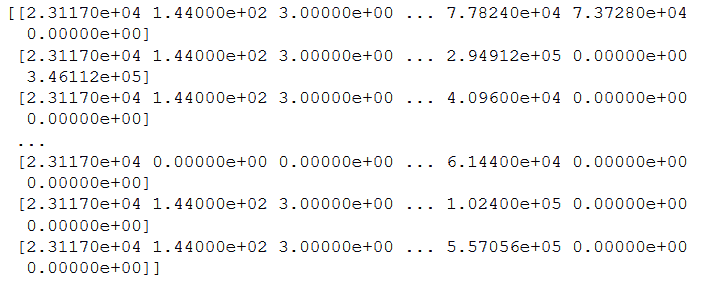 [[2.31170e+04 1.44000e+02 3.00000e+00 ... 7.78240e+04 7.37280e+04
0.00000e+00]
[2.31170e+04 1.44000e+02 3.00000e+00 ... 2.94912e+05 0.00000e+00
3.46112e+05]
[2.31170e+04 1.44000e+02 3.00000e+00 ... 4.09600e+04 0.00000e+00
0.00000e+00]
...
[2.31170e+04 0.00000e+00 0.00000e+00 ... 6.14400e+04 0.00000e+00
0.00000e+00]
[2.31170e+04 1.44000e+02 3.00000e+00 ... 1.02400e+05 0.00000e+00
0.00000e+00]
[2.31170e+04 1.44000e+02 3.00000e+00 ... 5.57056e+05 0.00000e+00
0.00000e+00]]